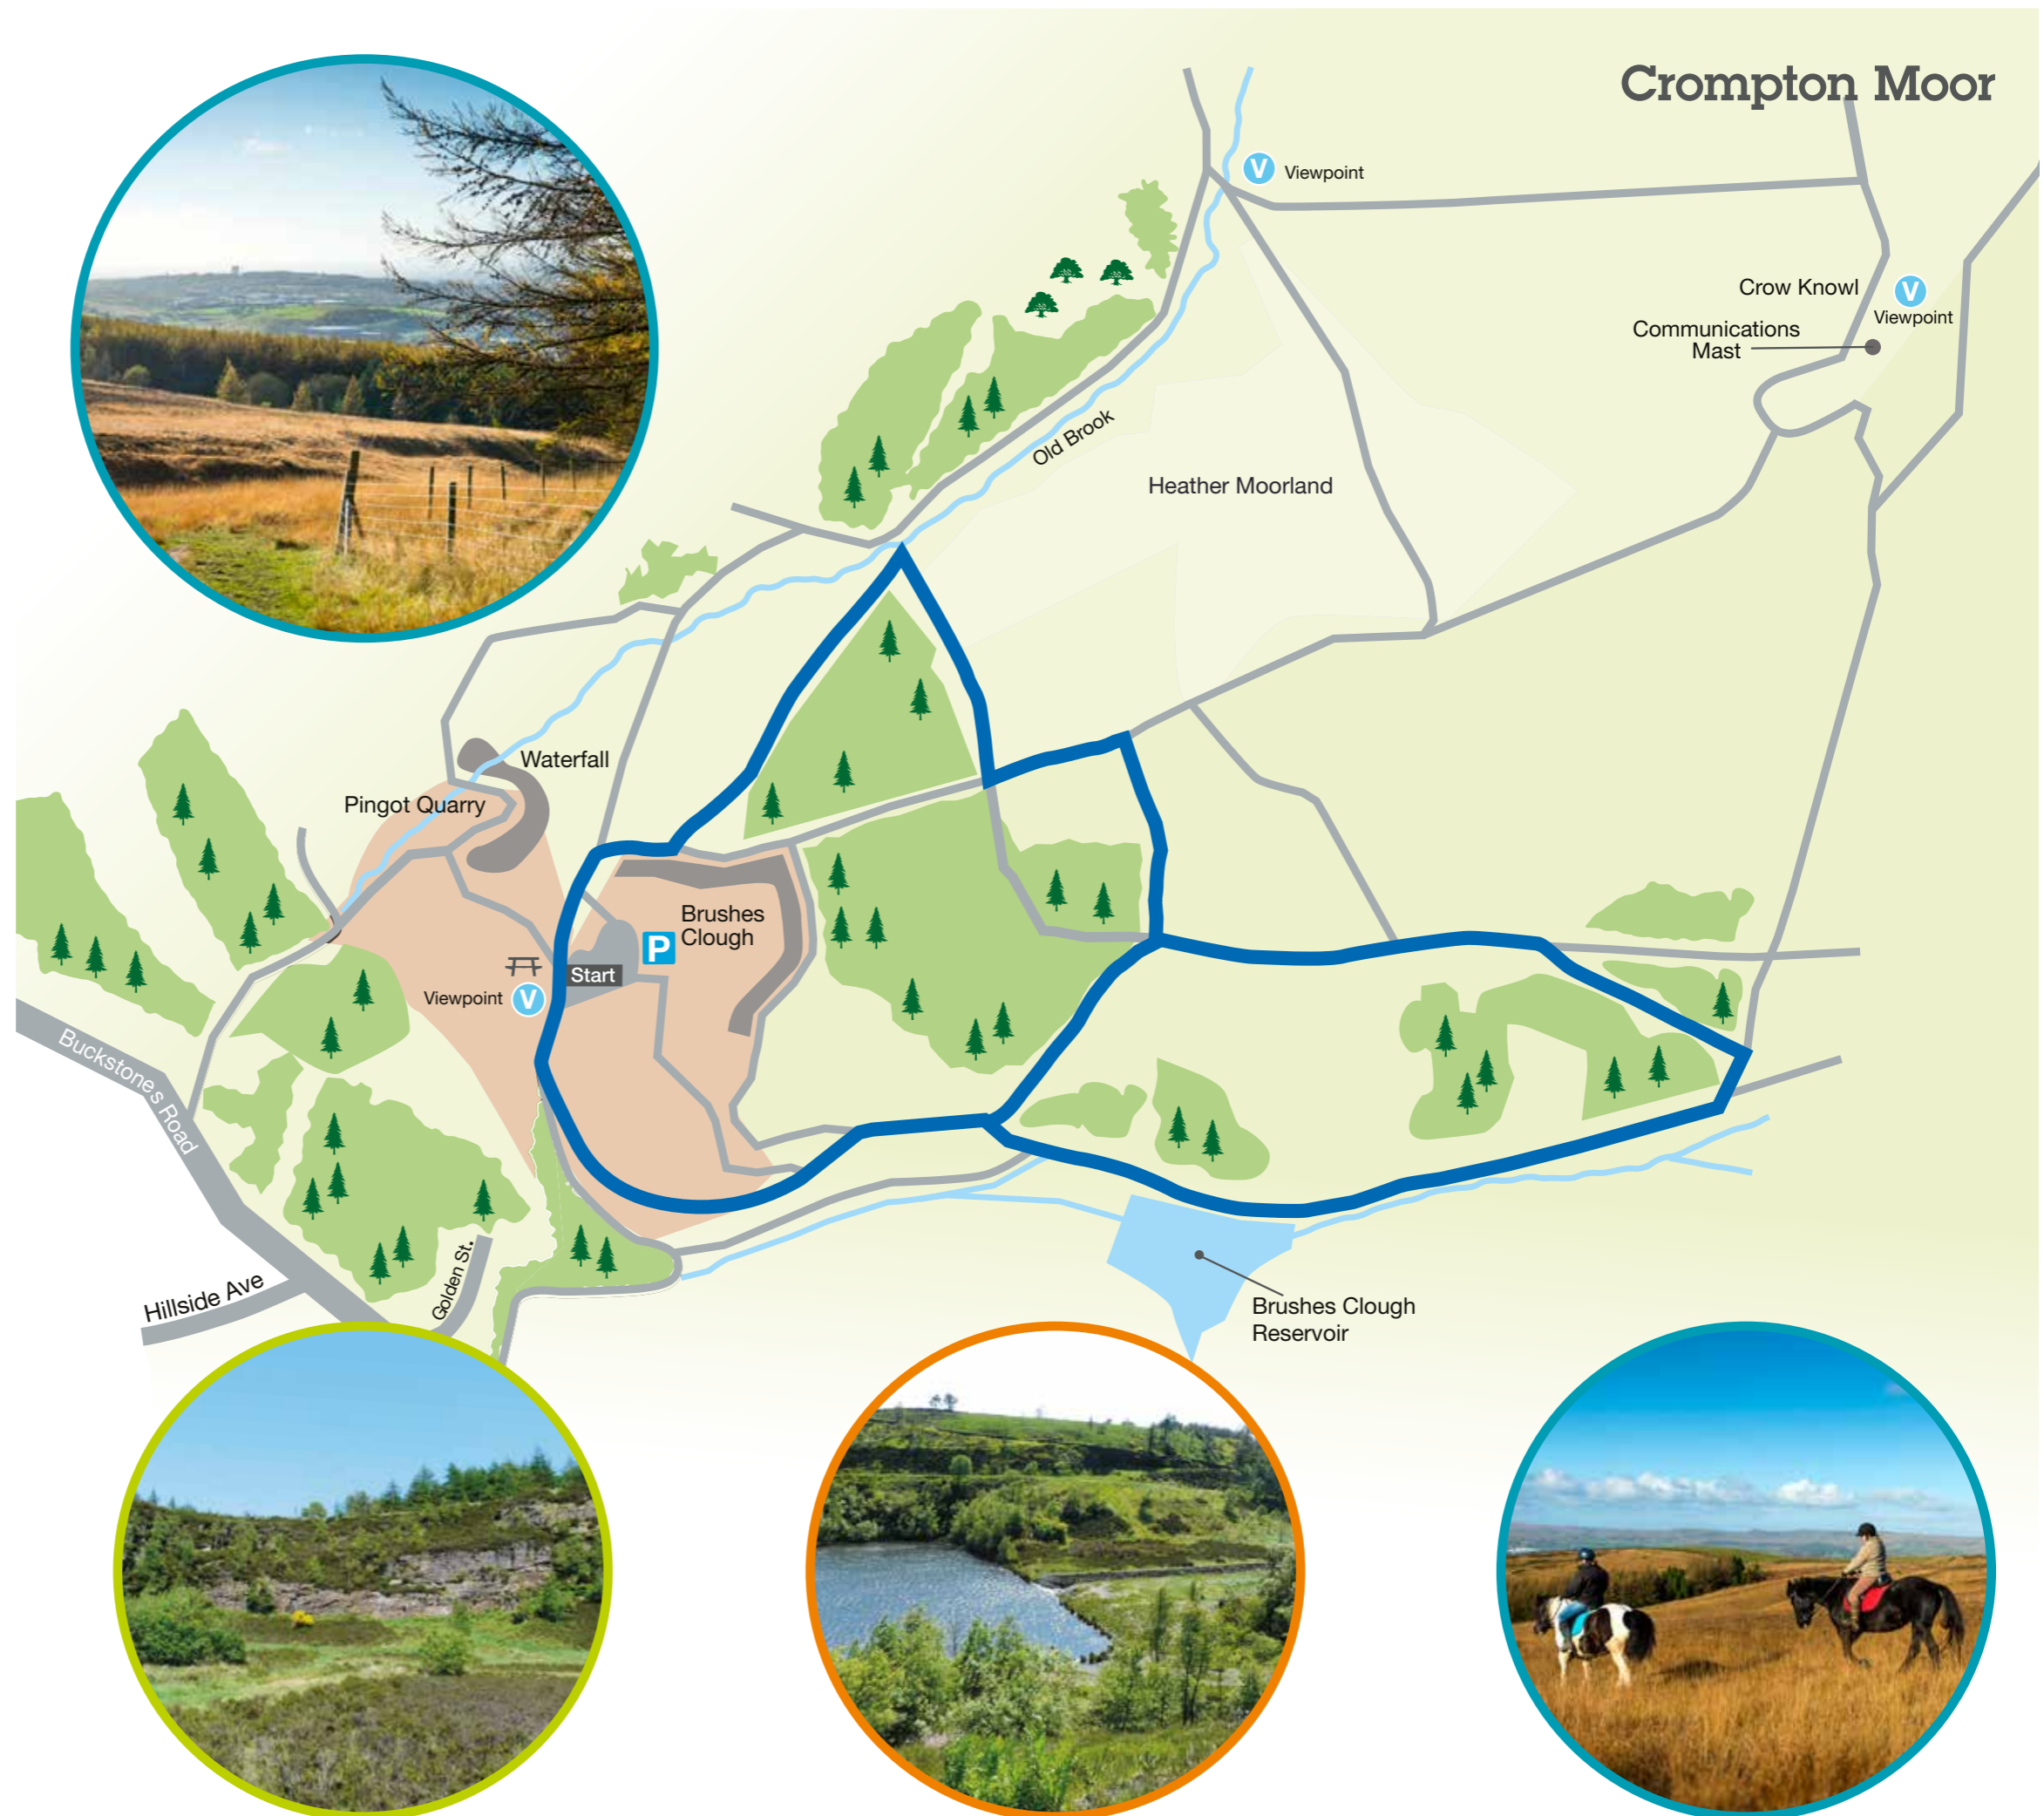 Crompton Moor
V Viewpoint
Crow Knowl
V
Viewpoint
Communications
Mast
Old Brook
Heather Moorland
Waterfall
Pingot Quarry
Brushes
Clough
P
Start
Viewpoint V
Buckstones Road
Hillside Ave
Golden St.
Brushes Clough
Reservoir